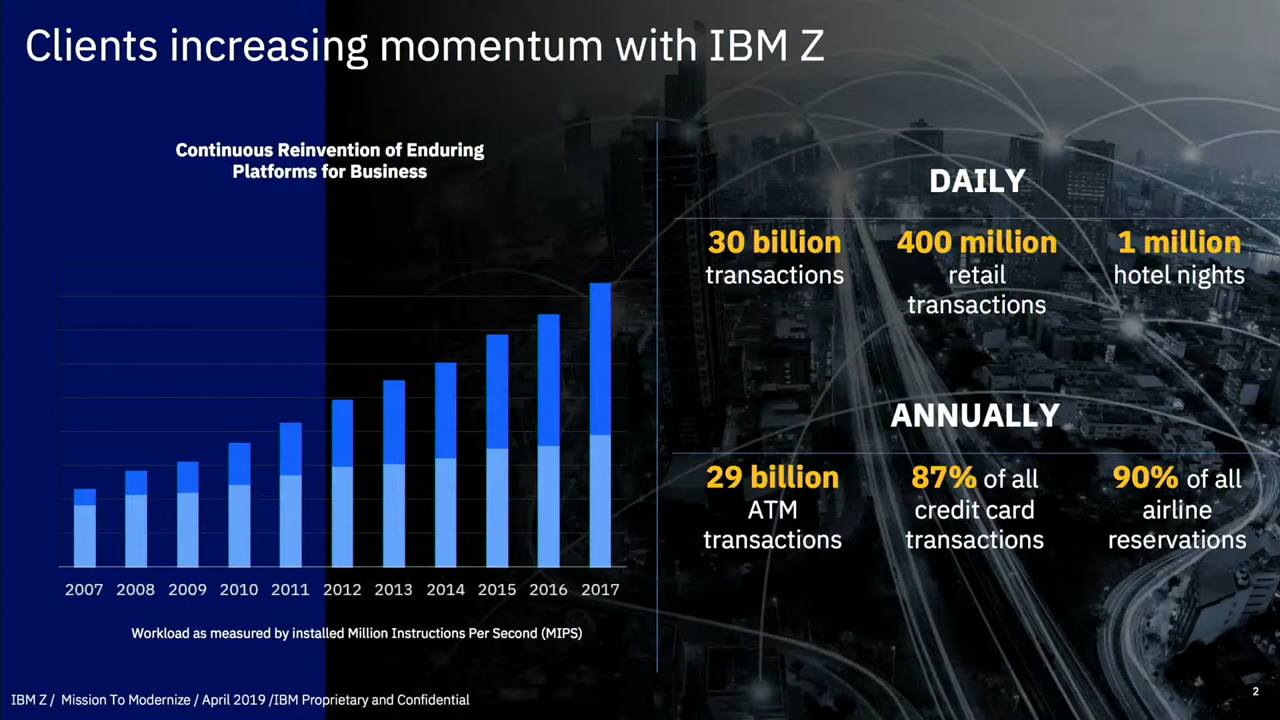 Clients increasing momentum with IBM Z
Continuous Reinvention of Enduring
Platforms for Business
2007 2008 2009 2010 2011 2012 2013 2014 2015 2016 2017
Workload as measured by installed Million Instructions Per Second (MIPS)
DAILY
30 billion
transactions
400 million
retail
transactions
1 million
hotel nights
ANNUALLY
29 billion
ATM
transactions
87% of all
credit card
transactions
90% of all
airline
reservations
IBM Z / Mission To Modernize / April 2019 /IBM Proprietary and Confidential
2